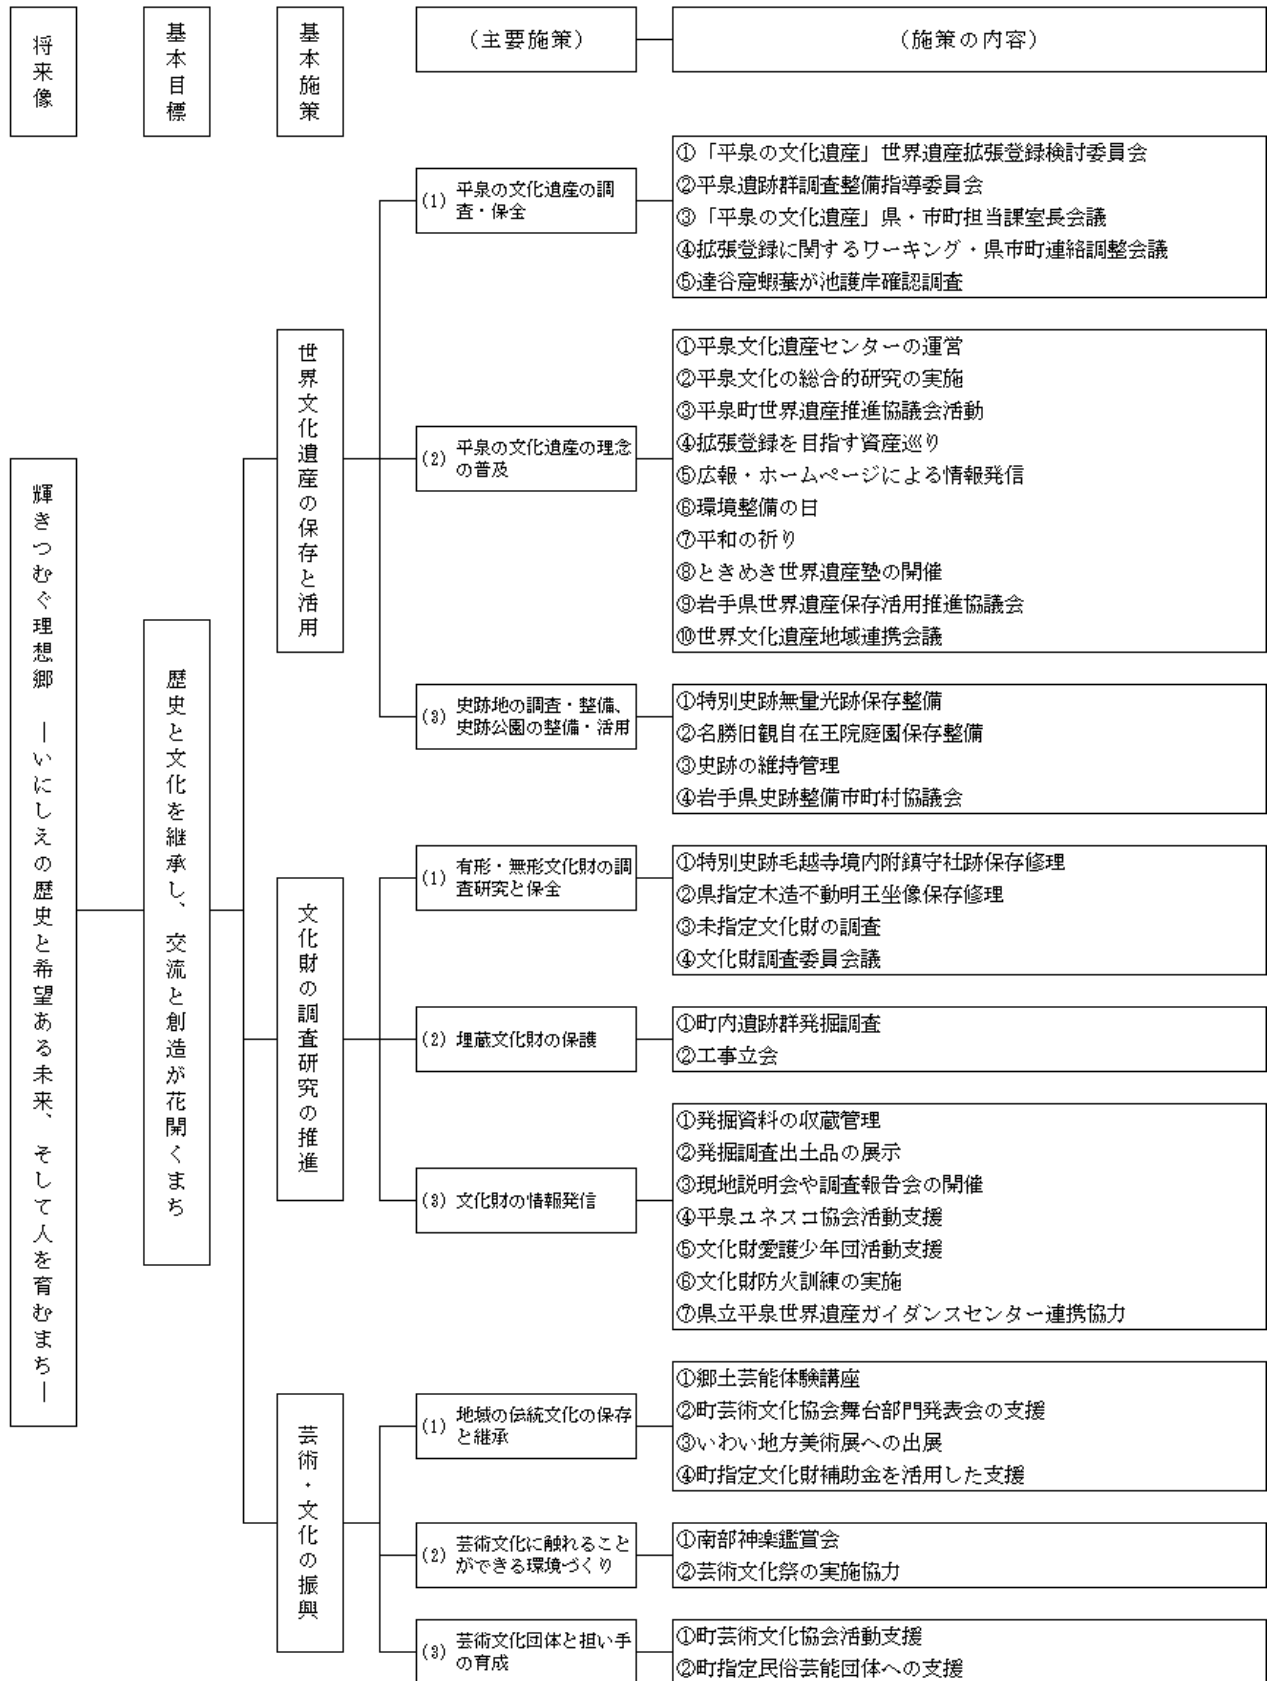 将来像
基本目標
基本施策
(主要施策)
(施策の内容)
輝きつむぐ理想郷 ―いにしえの歴史と希望ある未来、そして人を育むまち―
歴史と文化を継承し、交流と創造が花開くまち
世界文化遺産の保存と活用
(1) 平泉の文化遺産の調
査・保全
①「平泉の文化遺産」世界遺産拡張登録検討委員会
②平泉遺跡群調査整備指導委員会
③「平泉の文化遺産」県・市町担当課室長会議
④拡張登録に関するワーキング・県市町連絡調整会議
⑤達谷窟蝦蟇が池護岸確認調査
(2) 平泉の文化遺産の理念
の普及
①平泉文化遺産センターの運営
②平泉文化の総合的研究の実施
③平泉町世界遺産推進協議会活動
④拡張登録を目指す資産巡り
⑤広報・ホームページによる情報発信
⑥環境整備の日
⑦平和の祈り
⑧ときめき世界遺産塾の開催
⑨岩手県世界遺産保存活用推進協議会
⑩世界文化遺産地域連携会議
(3) 史跡地の調査・整備、
史跡公園の整備・活用
①特別史跡無量光跡保存整備
②名勝旧観自在王院庭園保存整備
③史跡の維持管理
④岩手県史跡整備市町村協議会
文化財の調査研究の推進
(1) 有形・無形文化財の調
査研究と保全
①特別史跡毛越寺境内附鎮守社跡保存修理
②県指定木造不動明王坐像保存修理
③未指定文化財の調査
④文化財調査委員会議
(2) 埋蔵文化財の保護
①町内遺跡群発掘調査
②工事立会
(3) 文化財の情報発信
①発掘資料の収蔵管理
②発掘調査出土品の展示
③現地説明会や調査報告会の開催
④平泉ユネスコ協会活動支援
⑤文化財愛護少年団活動支援
⑥文化財防火訓練の実施
⑦県立平泉世界遺産ガイダンスセンター連携協力
芸術・文化の振興
(1) 地域の伝統文化の保存
と継承
①郷土芸能体験講座
②町芸術文化協会舞台部門発表会の支援
③いわい地方美術展への出展
④町指定文化財補助金を活用した支援
(2) 芸術文化に触れること
ができる環境づくり
①南部神楽鑑賞会
②芸術文化祭の実施協力
(3) 芸術文化団体と担い手
の育成
①町芸術文化協会活動支援
②町指定民俗芸能団体への支援